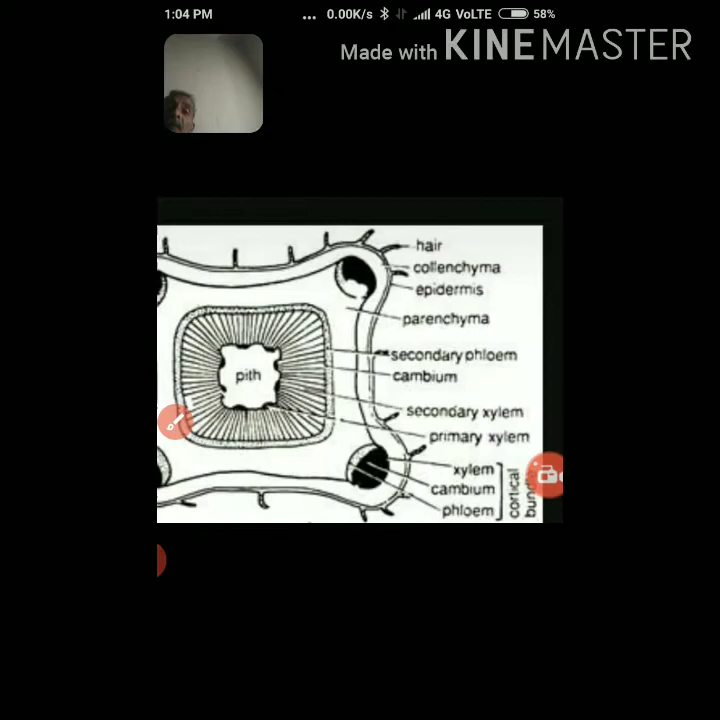 1:04 PM ... 0.00K/s 4G VoLTE 58%
Made with KINEMASTER
hair
collenchyma
epidermis
parenchyma
secondary phloem
cambium
pith
secondary xylem
primary xylem
xylem
cambium
phloem
cortical